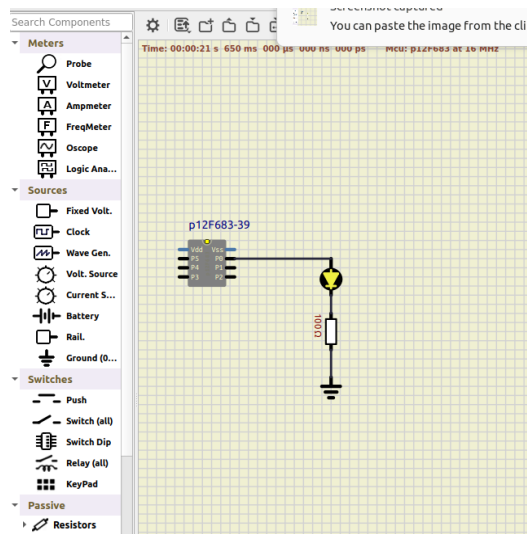 Search Components
Meters
Probe
Voltmeter
Ampmeter
FreqMeter
Oscope
Logic Ana...
Sources
Fixed Volt.
Clock
Wave Gen.
Volt. Source
Current S...
Battery
Rail.
Ground (0...
Switches
Push
Switch (all)
Switch Dip
Relay (all)
KeyPad
Passive
Resistors
Screenshot captured
You can paste the image from the cli
Time: 00:00:21 s 650 ms 000 µs 000 ns 000 ps Mcu: p12F683 at 16 MHz
p12F683-39
Vdd Vss
P5 P0
P4 P1
P3 P2
100 Ω
V
A
F